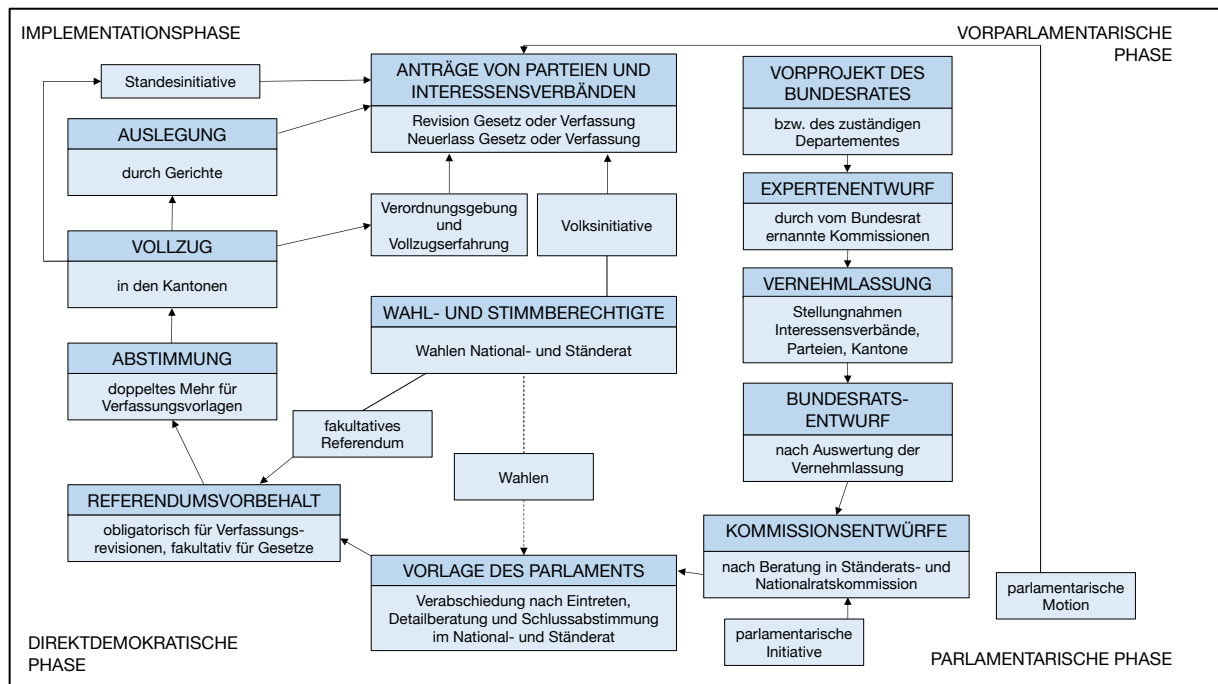 IMPLEMENTATIONSPHASE
VORPARLAMENTARISCHE
PHASE
Standesinitiative
ANTRÄGE VON PARTEIEN UND
INTERESSENSVERBÄNDEN
Revision Gesetz oder Verfassung
Neuerlass Gesetz oder Verfassung
VORPROJEKT DES
BUNDESRATES
bzw. des zuständigen
Departementes
AUSLEGUNG
durch Gerichte
EXPERTENENTWURF
durch vom Bundesrat
ernannte Kommissionen
Verordnungsgebung
und
Vollzugserfahrung
Volksinitiative
VOLLZUG
in den Kantonen
VERNEHMLASSUNG
Stellungnahmen
Interessensverbände,
Parteien, Kantone
WAHL- UND STIMMBERECHTIGTE
Wahlen National- und Ständerat
ABSTIMMUNG
doppeltes Mehr für
Verfassungsvorlagen
BUNDESRATS-
ENTWURF
nach Auswertung der
Vernehmlassung
fakultatives
Referendum
Wahlen
REFERENDUMSVORBEHALT
obligatorisch für Verfassungs-
revisionen, fakultativ für Gesetze
KOMMISSIONSENTWÜRFE
nach Beratung in Ständerats- und
Nationalratskommission
VORLAGE DES PARLAMENTS
Verabschiedung nach Eintreten,
Detailberatung und Schlussabstimmung
im National- und Ständerat
parlamentarische
Motion
parlamentarische
Initiative
DIREKTDEMOKRATISCHE
PHASE
PARLAMENTARISCHE PHASE